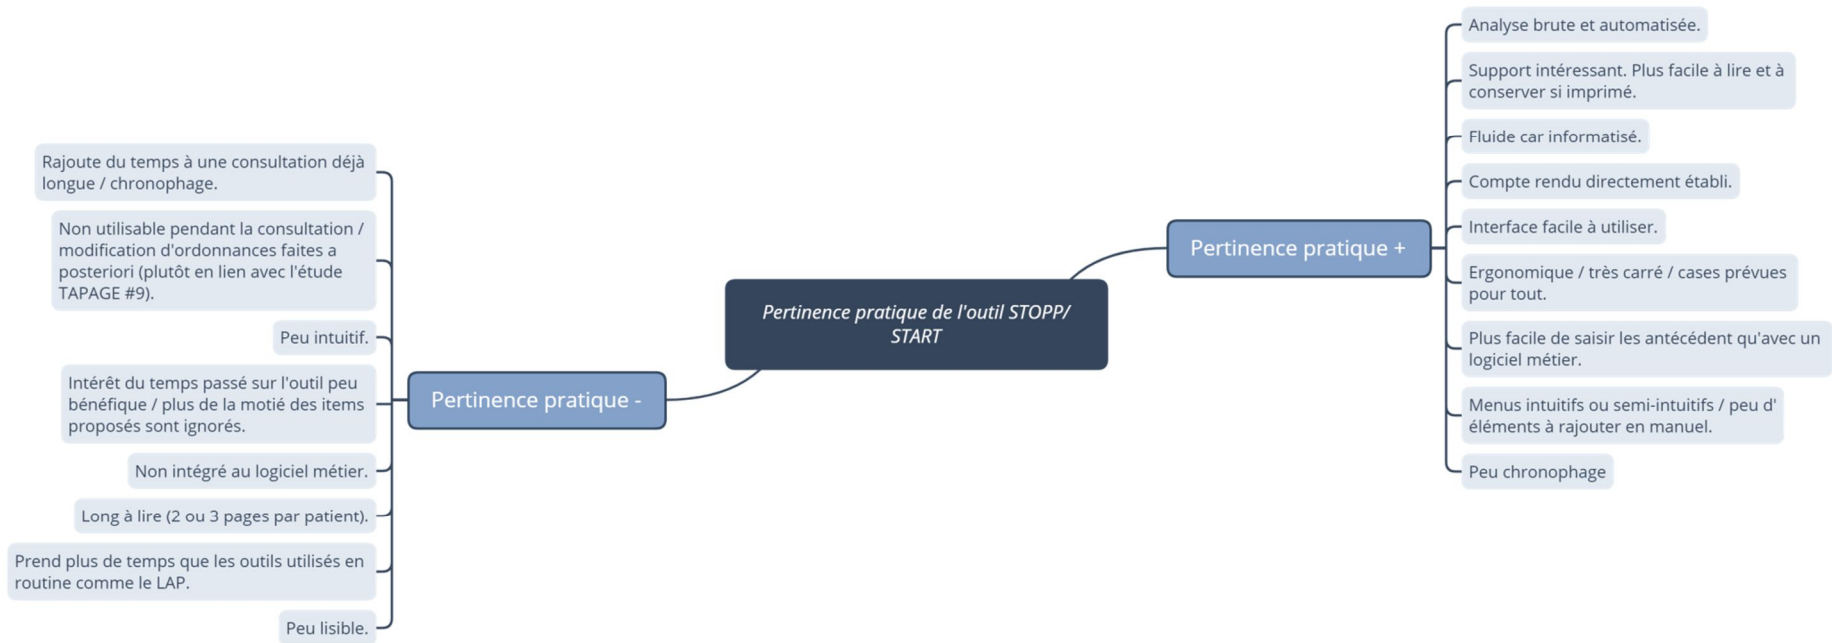 Pertinence pratique de l'outil STOPP/
START
Pertinence pratique +
Analyse brute et automatisée.
Support intéressant. Plus facile à lire et à
conserver si imprimé.
Fluide car informatisé.
Compte rendu directement établi.
Interface facile à utiliser.
Ergonomique / très carré / cases prévues
pour tout.
Plus facile de saisir les antécédent qu'avec un
logiciel métier.
Menus intuitifs ou semi-intuitifs / peu d'
éléments à rajouter en manuel.
Peu chronophage
Pertinence pratique -
Rajoute du temps à une consultation déjà
longue / chronophage.
Non utilisable pendant la consultation /
modification d'ordonnances faites a
posteriori (plutôt en lien avec l'étude
TAPAGE #9).
Peu intuitif.
Intérêt du temps passé sur l'outil peu
bénéfique / plus de la motié des items
proposés sont ignorés.
Non intégré au logiciel métier.
Long à lire (2 ou 3 pages par patient).
Prend plus de temps que les outils utilisés en
routine comme le LAP.
Peu lisible.